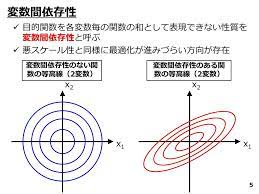 変数間依存性
✓ 目的関数を各変数毎の関数の和として表現できない性質を
変数間依存性と呼ぶ
✓ 悪スケール性と同様に最適化が進みづらい方向が存在
変数間依存性のない関
数の等高線（2変数）
変数間依存性のある関
数の等高線（2変数）
x2
x1
x2
x1
5